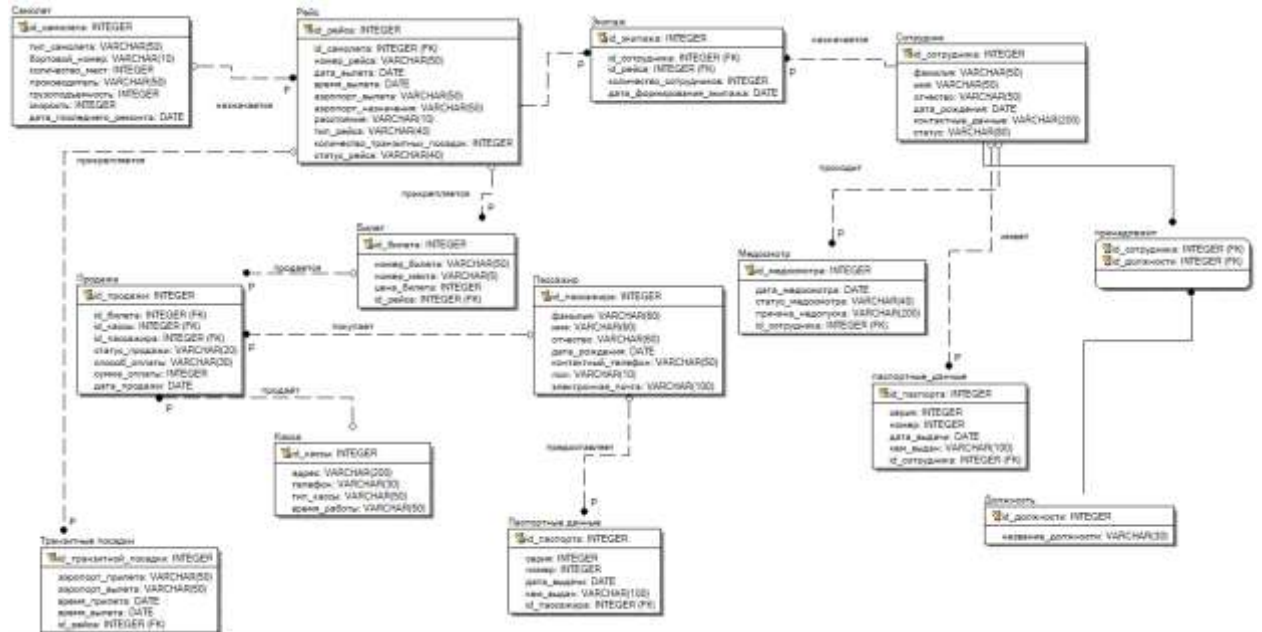 Самолет
id_самолета: INTEGER
тип_самолета: VARCHAR(50)
бортовой_номер: VARCHAR(10)
количество_мест: INTEGER
производитель: VARCHAR(50)
грузоподъемность: INTEGER
скорость: INTEGER
дата_последнего_ремонта: DATE
назначается
P
Рейс
id_рейса: INTEGER
id_самолета: INTEGER (FK)
номер_рейса: VARCHAR(50)
дата_вылета: DATE
время_вылета: DATE
аэропорт_вылета: VARCHAR(50)
аэропорт_назначения: VARCHAR(50)
расстояние: VARCHAR(10)
тип_рейса: VARCHAR(40)
количество_транзитных_посадок: INTEGER
статус_рейса: VARCHAR(40)
P
Экипаж
id_экипажа: INTEGER
id_сотрудника: INTEGER (FK)
id_рейса: INTEGER (FK)
количество_сотрудников: INTEGER
дата_формирования_экипажа: DATE
назначается
P
Сотрудник
id_сотрудника: INTEGER
фамилия: VARCHAR(50)
имя: VARCHAR(50)
отчество: VARCHAR(50)
дата_рождения: DATE
контактные_данные: VARCHAR(200)
статус: VARCHAR(80)
прикрепляется
прикрепляется
P
проходит
P
имеет
P
принадлежит
id_сотрудника: INTEGER (FK)
id_должности: INTEGER (FK)
Билет
id_билета: INTEGER
номер_билета: VARCHAR(50)
номер_места: VARCHAR(5)
цена_билета: INTEGER
id_рейса: INTEGER (FK)
продается
P
Медосмотр
id_медосмотра: INTEGER
дата_медосмотра: DATE
статус_медосмотра: VARCHAR(40)
причина_недопуска: VARCHAR(200)
id_сотрудника: INTEGER (FK)
Продажа
id_продажи: INTEGER
id_билета: INTEGER (FK)
id_кассы: INTEGER (FK)
id_пассажира: INTEGER (FK)
статус_продажи: VARCHAR(20)
способ_оплаты: VARCHAR(30)
сумма_оплаты: INTEGER
дата_продажи: DATE
покупает
P
Пассажир
id_пассажира: INTEGER
фамилия: VARCHAR(60)
имя: VARCHAR(60)
отчество: VARCHAR(60)
дата_рождения: DATE
контактный_телефон: VARCHAR(50)
пол: VARCHAR(10)
электронная_почта: VARCHAR(100)
продаёт
P
паспортные_данные
id_паспорта: INTEGER
серия: INTEGER
номер: INTEGER
дата_выдачи: DATE
кем_выдан: VARCHAR(100)
id_сотрудника: INTEGER (FK)
Касса
id_кассы: INTEGER
адрес: VARCHAR(200)
телефон: VARCHAR(30)
тип_кассы: VARCHAR(50)
время_работы: VARCHAR(50)
предоставляет
P
Должность
id_должности: INTEGER
название_должности: VARCHAR(30)
P
Транзитные посадки
id_транзитной_посадки: INTEGER
аэропорт_прилета: VARCHAR(50)
аэропорт_вылета: VARCHAR(50)
время_прилета: DATE
время_вылета: DATE
id_рейса: INTEGER (FK)
Паспортные данные
id_паспорта: INTEGER
серия: INTEGER
номер: INTEGER
дата_выдачи: DATE
кем_выдан: VARCHAR(100)
id_пассажира: INTEGER (FK)